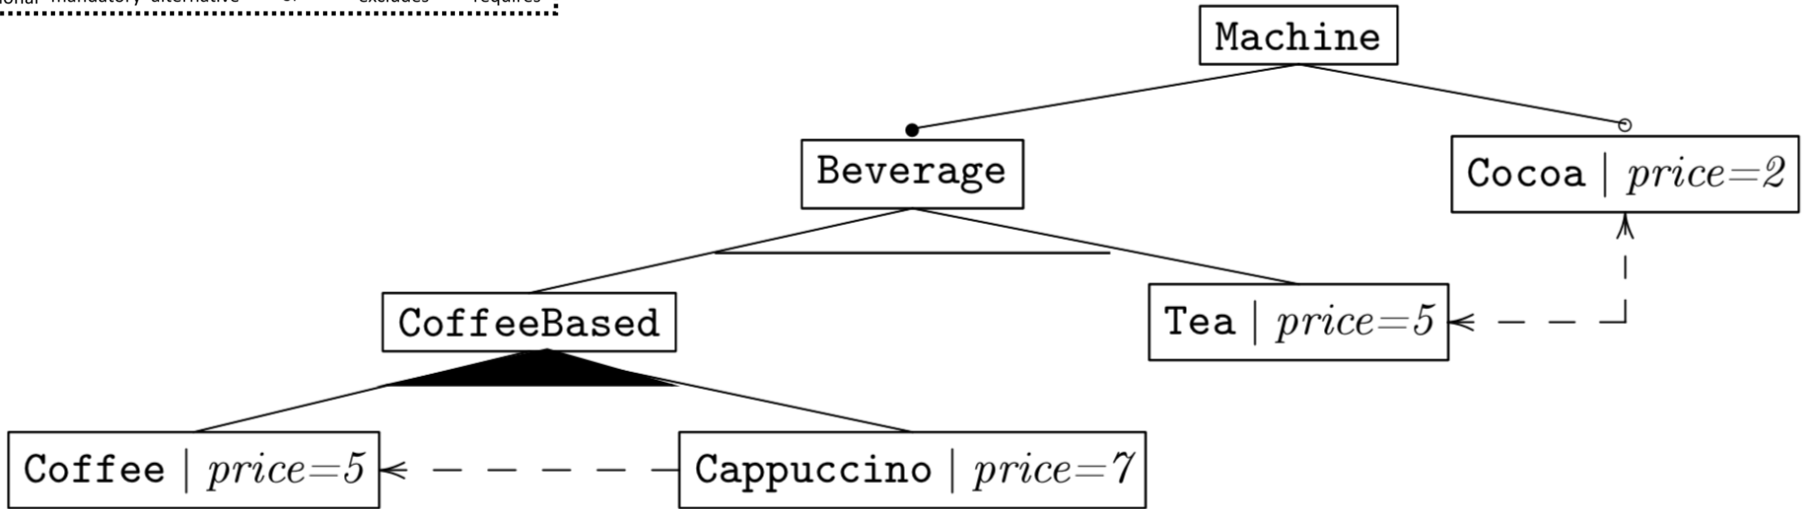 mandatory alternative excludes requires
Machine
Beverage
Cocoa | price=2
CoffeeBased
Tea | price=5
Coffee | price=5
Cappuccino | price=7